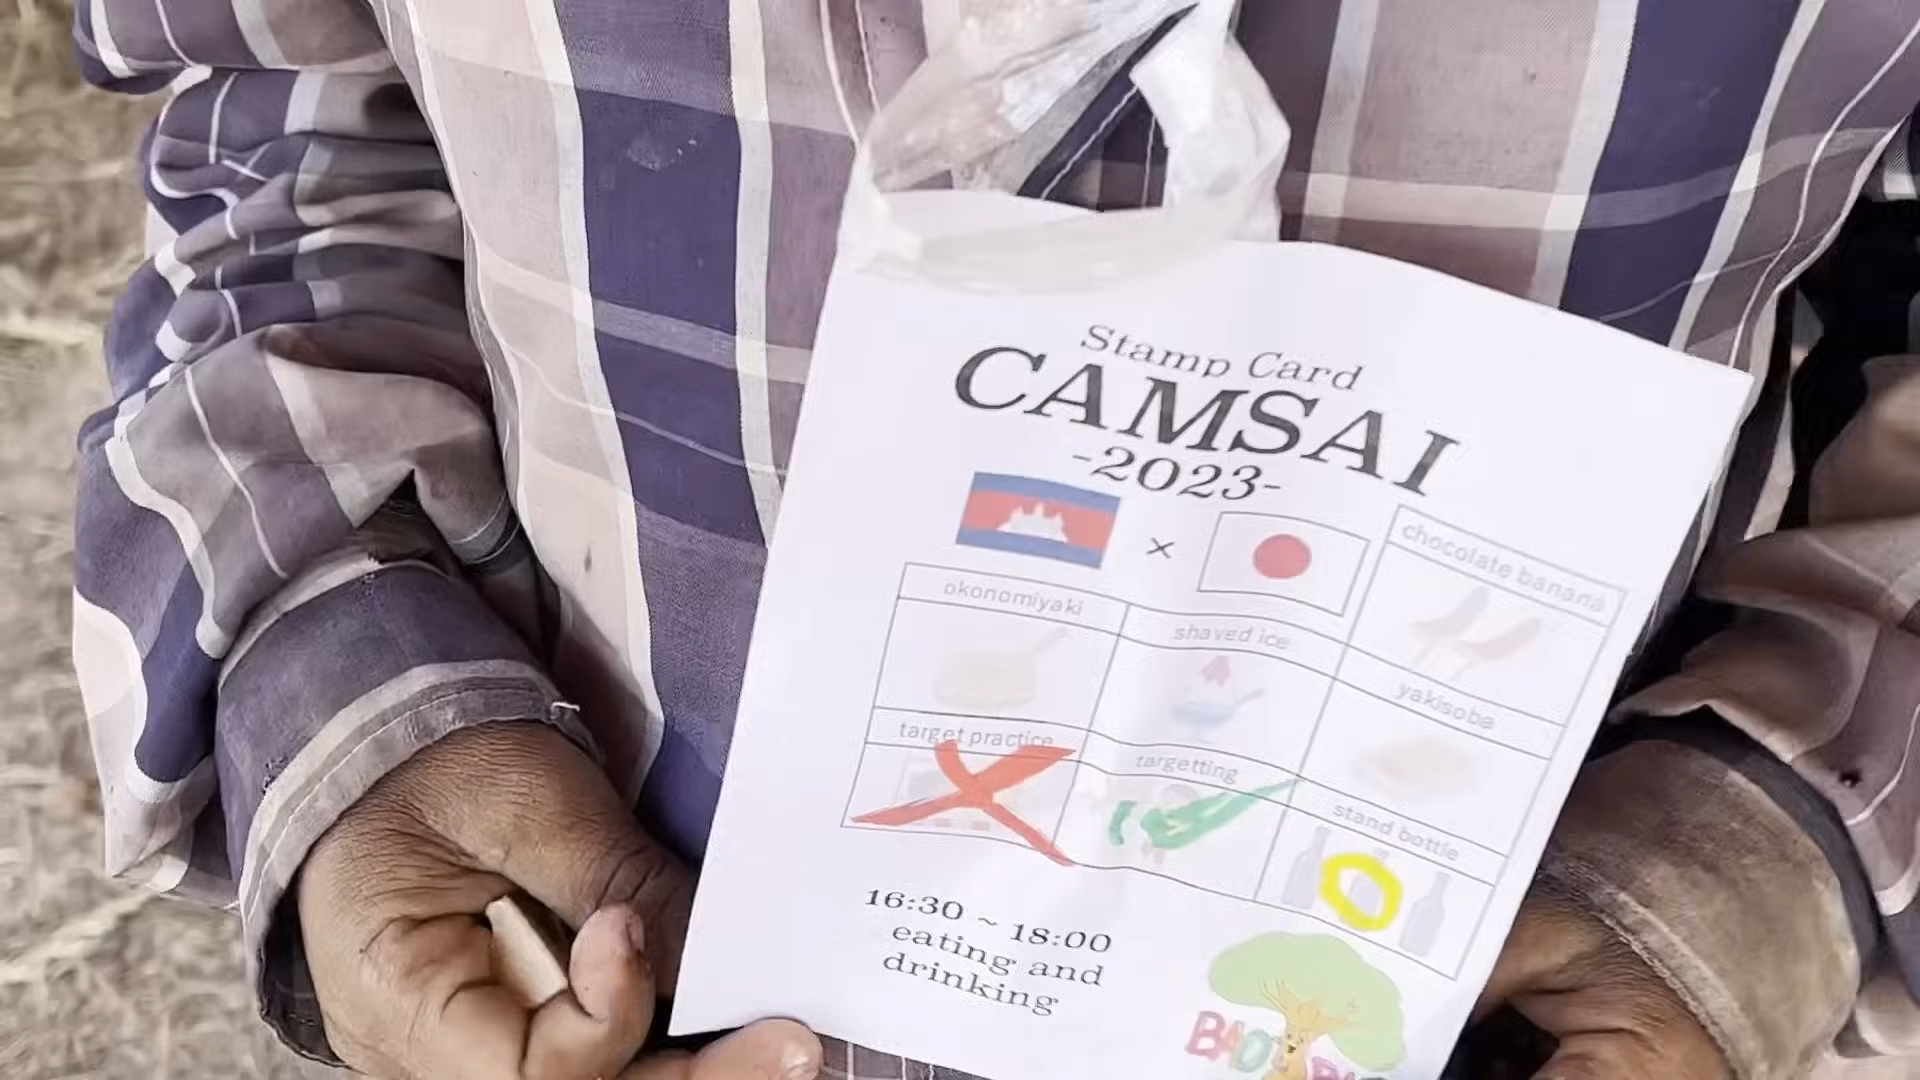 Stamp Card
CAMSAI
-2023-
×
chocolate banana
okonomiyaki
shaved ice
yakisoba
target practice
targetting
stand bottle
16:30 ~ 18:00
eating and
drinking